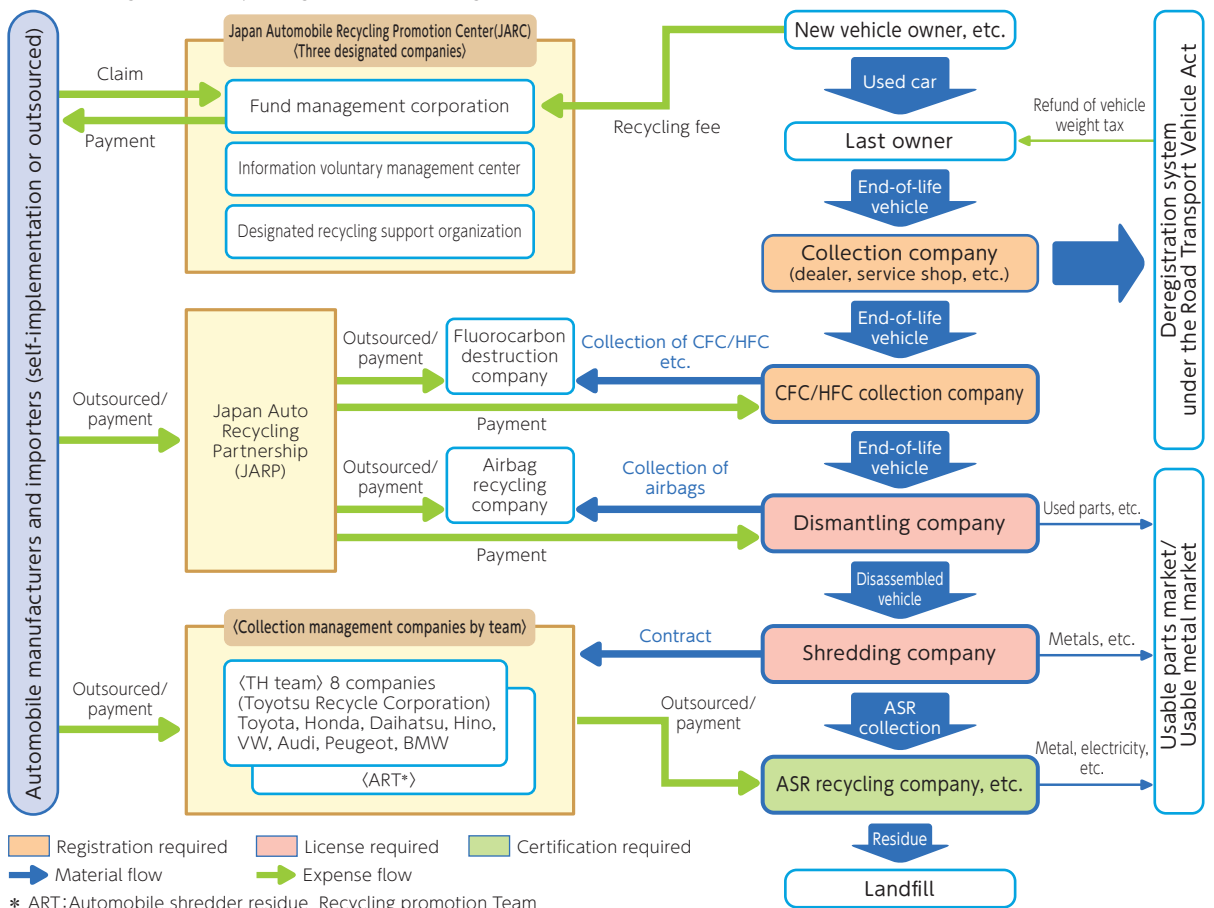 Automobile manufacturers and importers (self-implementation or outsourced)
Japan Automobile Recycling Promotion Center(JARC)
〈Three designated companies〉
Fund management corporation
Information voluntary management center
Designated recycling support organization
Claim
Payment
Recycling fee
New vehicle owner, etc.
Used car
Last owner
Refund of vehicle
weight tax
End-of-life
vehicle
Collection company
(dealer, service shop, etc.)
Deregistration system
under the Road Transport Vehicle Act
End-of-life
vehicle
Outsourced/
payment
Japan Auto
Recycling
Partnership
(JARP)
Outsourced/
payment
Fluorocarbon
destruction
company
Collection of CFC/HFC
etc.
CFC/HFC collection company
Payment
End-of-life
vehicle
Outsourced/
payment
Airbag
recycling
company
Collection of
airbags
Dismantling company
Used parts, etc.
Payment
Disassembled
vehicle
Usable parts market/
Usable metal market
〈Collection management companies by team〉
Contract
Shredding company
Metals, etc.
Outsourced/
payment
〈TH team〉 8 companies
(Toyotsu Recycle Corporation)
Toyota, Honda, Daihatsu, Hino,
VW, Audi, Peugeot, BMW
〈ART*〉
Outsourced/
payment
ASR
collection
Metal, electricity,
etc.
ASR recycling company, etc.
Residue
Landfill
Registration required
License required
Certification required
Material flow
Expense flow
* ART:Automobile shredder residue Recycling promotion Team